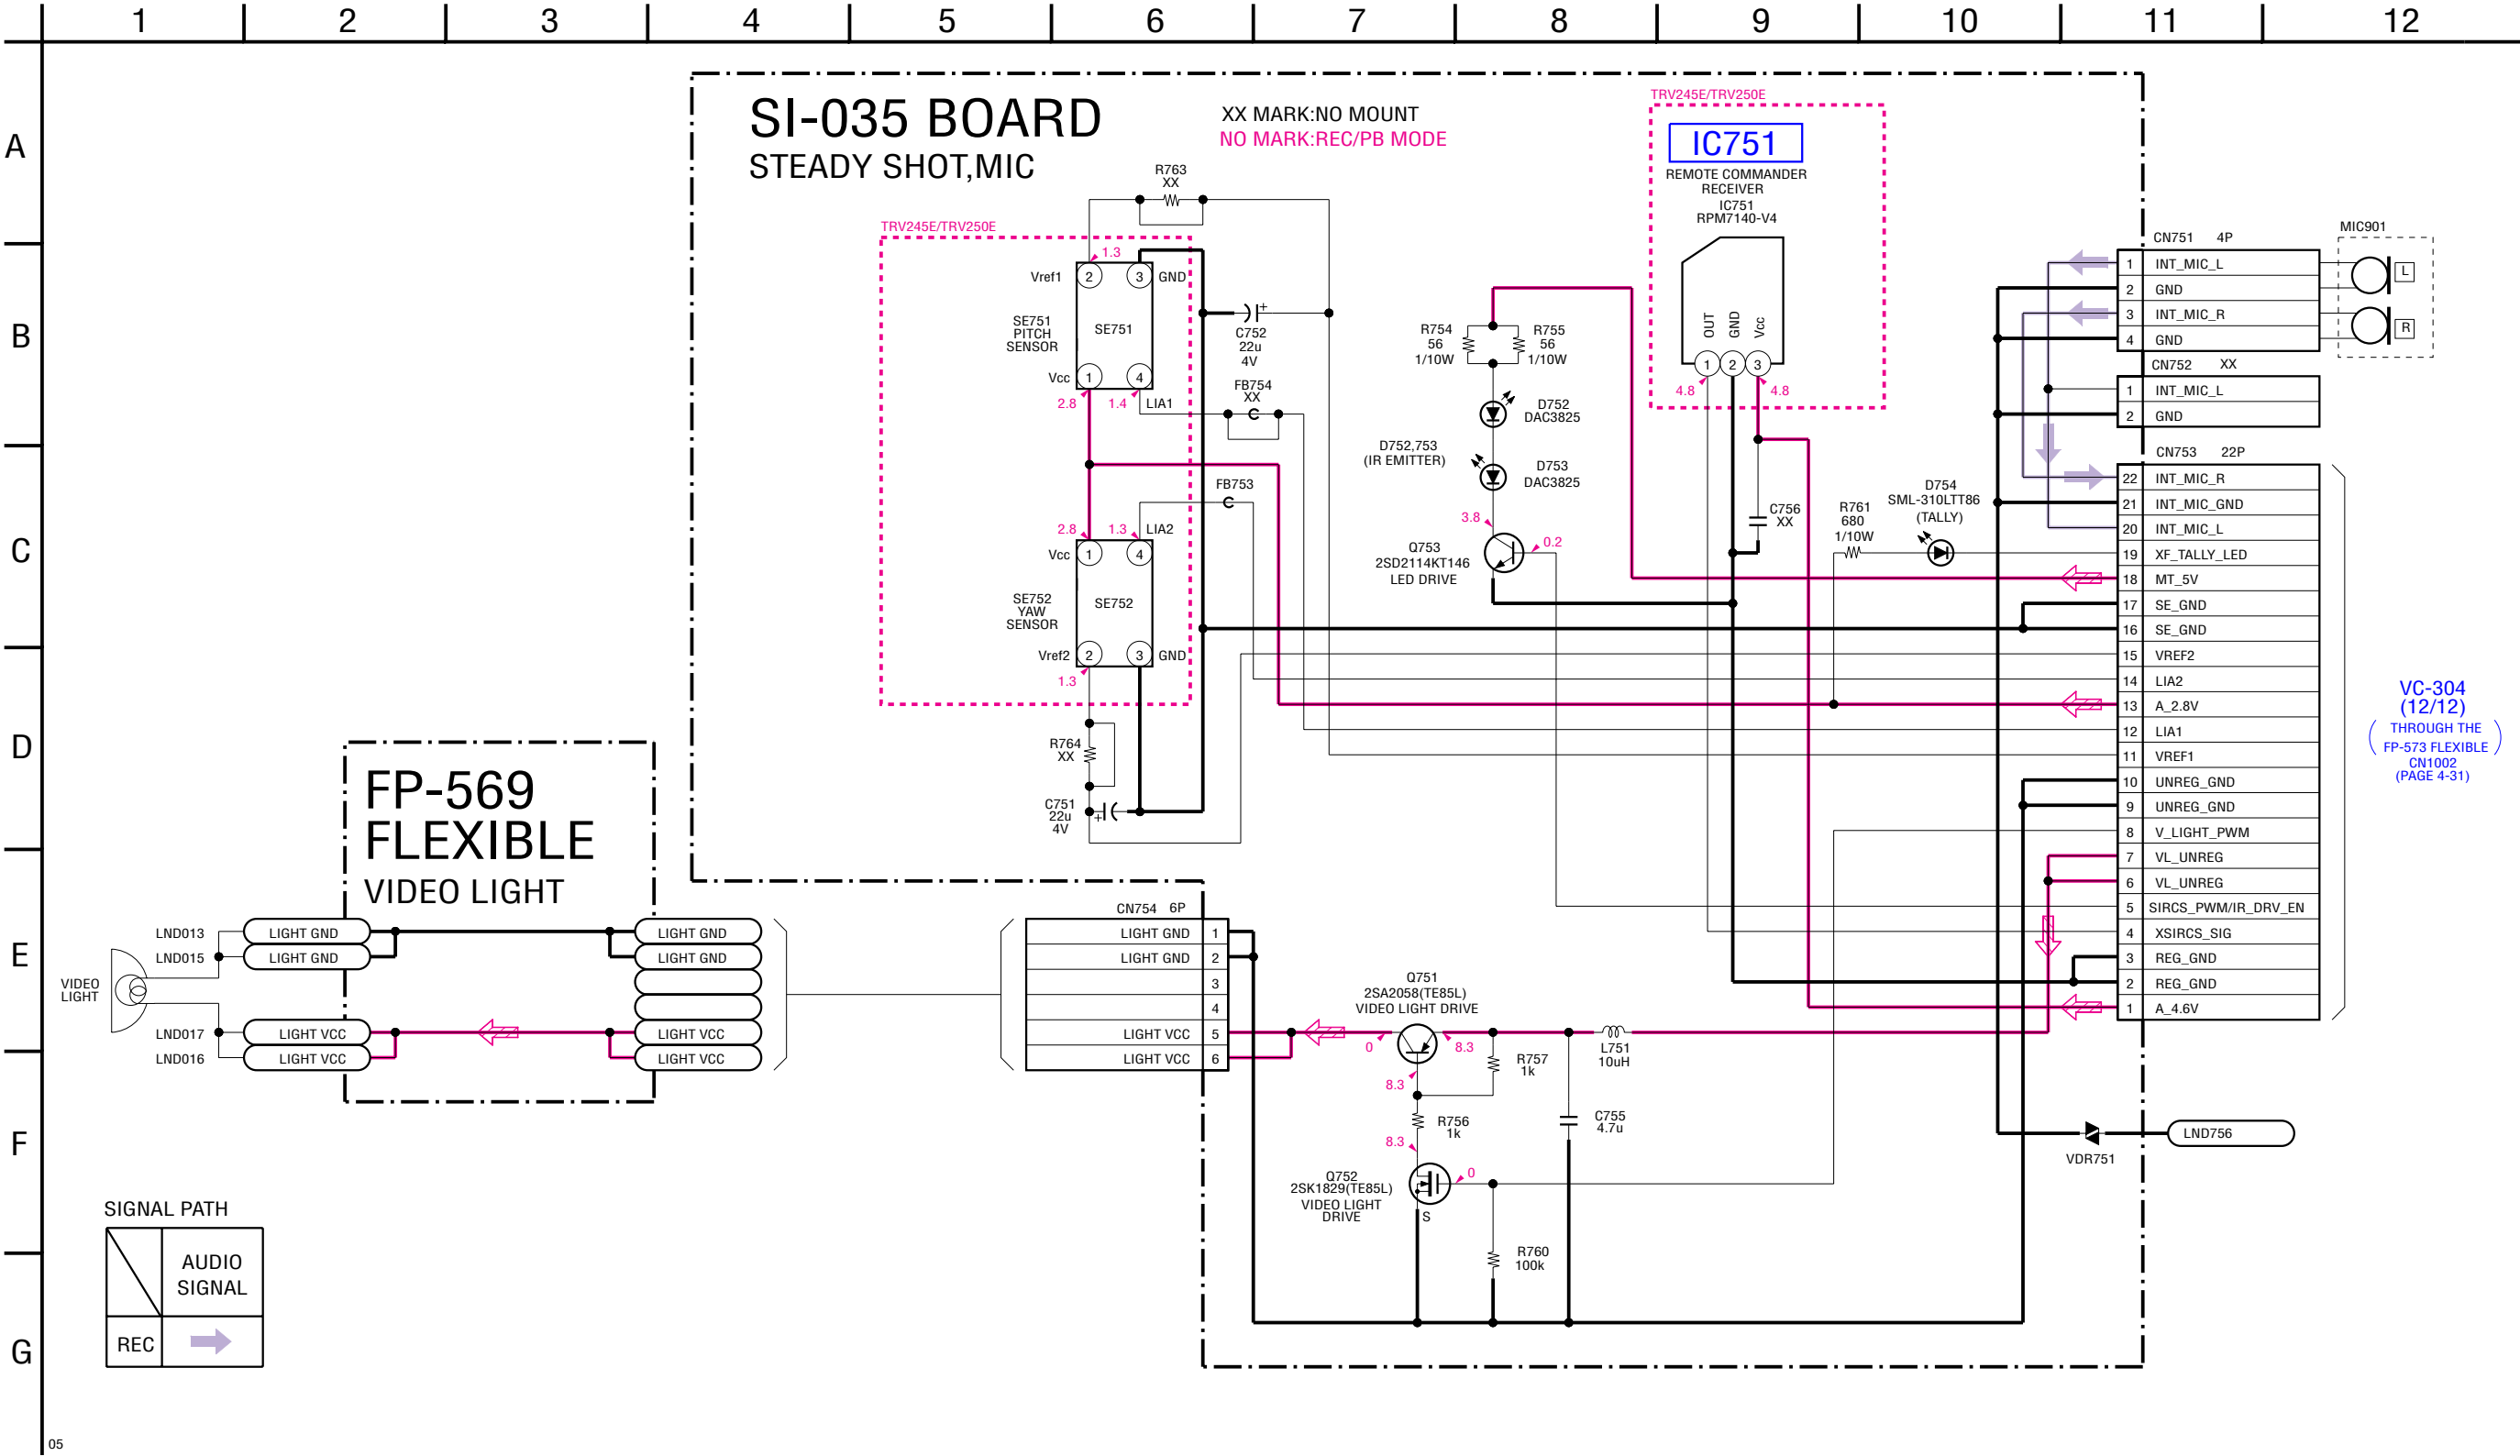 1 2 3 4 5 6 7 8 9 10 11 12
A
B
C
D
E
F
G
SI-035 BOARD
STEADY SHOT,MIC
XX MARK:NO MOUNT
NO MARK:REC/PB MODE
TRV245E/TRV250E
IC751
REMOTE COMMANDER
RECEIVER
IC751
RPM7140-V4
OUT
GND
Vcc
1 2 3
4.8
4.8
R763
XX
TRV245E/TRV250E
1.3
Vref1 2 3 GND
SE751
PITCH
SENSOR
SE751
Vcc 1 4
2.8 1.4 LIA1
C752
22u
4V
+
FB754
XX
FB753
2.8 1.3 LIA2
Vcc 1 4
SE752
YAW
SENSOR
SE752
Vref2 2 3 GND
1.3
R764
XX
C751
22u
4V
+
R754
56
1/10W
R755
56
1/10W
D752
DAC3825
D752,753
(IR EMITTER)
D753
DAC3825
3.8
0.2
Q753
2SD2114KT146
LED DRIVE
C756
XX
R761
680
1/10W
D754
SML-310LTT86
(TALLY)
MIC901
L
R
CN751 4P
1 INT_MIC_L
2 GND
3 INT_MIC_R
4 GND
CN752 XX
1 INT_MIC_L
2 GND
CN753 22P
22 INT_MIC_R
21 INT_MIC_GND
20 INT_MIC_L
19 XF_TALLY_LED
18 MT_5V
17 SE_GND
16 SE_GND
15 VREF2
14 LIA2
13 A_2.8V
12 LIA1
11 VREF1
10 UNREG_GND
9 UNREG_GND
8 V_LIGHT_PWM
7 VL_UNREG
6 VL_UNREG
5 SIRCS_PWM/IR_DRV_EN
4 XSIRCS_SIG
3 REG_GND
2 REG_GND
1 A_4.6V
VC-304
(12/12)
THROUGH THE
FP-573 FLEXIBLE
CN1002
(PAGE 4-31)
FP-569
FLEXIBLE
VIDEO LIGHT
VIDEO
LIGHT
LND013 LIGHT GND LIGHT GND
LND015 LIGHT GND LIGHT GND
LND017 LIGHT VCC LIGHT VCC
LND016 LIGHT VCC LIGHT VCC
CN754 6P
LIGHT GND 1
LIGHT GND 2
3
4
LIGHT VCC 5
LIGHT VCC 6
Q751
2SA2058(TE85L)
VIDEO LIGHT DRIVE
0
8.3
8.3
R757
1k
L751
10uH
R756
1k
8.3
C755
4.7u
Q752
2SK1829(TE85L)
VIDEO LIGHT
DRIVE
0
S
R760
100k
VDR751
LND756
SIGNAL PATH
AUDIO
SIGNAL
REC
05